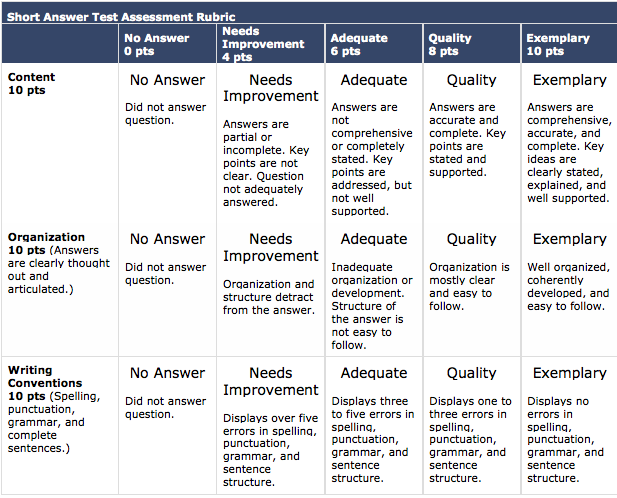 Short Answer Test Assessment Rubric
No Answer
0 pts
Needs
Improvement
4 pts
Adequate
6 pts
Quality
8 pts
Exemplary
10 pts
Content
10 pts
No Answer
Did not answer
question.
Needs
Improvement
Answers are
partial or
incomplete. Key
points are not
clear. Question
not adequately
answered.
Adequate
Answers are
not
comprehensive
or completely
stated. Key
points are
addressed, but
not well
supported.
Quality
Answers are
accurate and
complete. Key
points are
stated and
supported.
Exemplary
Answers are
comprehensive,
accurate, and
complete. Key
ideas are
clearly stated,
explained, and
well supported.
Organization
10 pts (Answers
are clearly thought
out and
articulated.)
No Answer
Did not answer
question.
Needs
Improvement
Organization and
structure detract
from the answer.
Adequate
Inadequate
organization or
development.
Structure of
the answer is
not easy to
follow.
Quality
Organization is
mostly clear
and easy to
follow.
Exemplary
Well organized,
coherently
developed, and
easy to follow.
Writing
Conventions
10 pts (Spelling,
punctuation,
grammar, and
complete
sentences.)
No Answer
Did not answer
question.
Needs
Improvement
Displays over five
errors in spelling,
punctuation,
grammar, and
sentence
structure.
Adequate
Displays three
to five errors in
spelling,
punctuation,
grammar, and
sentence
structure.
Quality
Displays one to
three errors in
spelling,
punctuation,
grammar, and
sentence
structure.
Exemplary
Displays no
errors in
spelling,
punctuation,
grammar, and
sentence
structure.